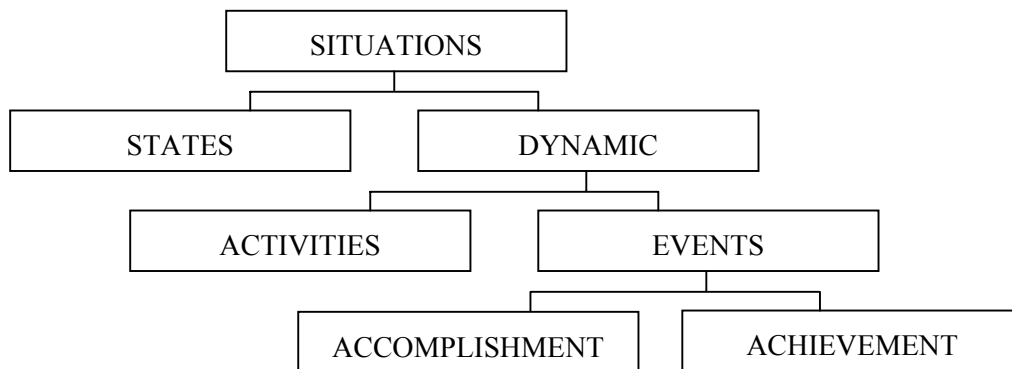 SITUATIONS
STATES
DYNAMIC
ACTIVITIES
EVENTS
ACCOMPLISHMENT
ACHIEVEMENT